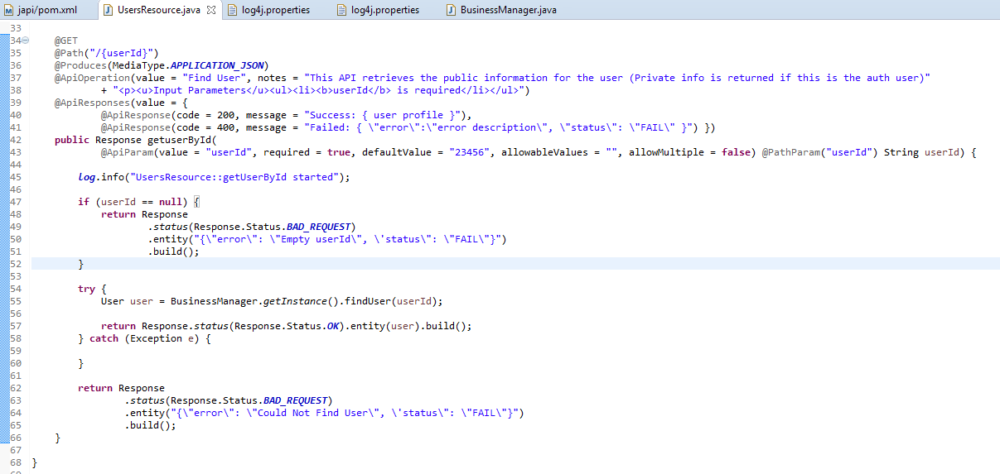 japi/pom.xml UsersResource.java log4j.properties log4j.properties BusinessManager.java
33
34 @GET
35 @Path("/{userId}")
36 @Produces(MediaType.APPLICATION_JSON)
37 @ApiOperation(value = "Find User", notes = "This API retrieves the public information for the user (Private info is returned if this is the auth user)"
38 + "<p><u>Input Parameters</u><ul><li><b>userId</b> is required</li></ul>")
39 @ApiResponses(value = {
40 @ApiResponse(code = 200, message = "Success: { user profile }"),
41 @ApiResponse(code = 400, message = "Failed: { \"error\":\"error description\", \"status\": \"FAIL\" }") })
42 public Response getuserById(
43 @ApiParam(value = "userId", required = true, defaultValue = "23456", allowableValues = "", allowMultiple = false) @PathParam("userId") String userId) {
44
45 log.info("UsersResource::getUserById started");
46
47 if (userId == null) {
48 return Response
49 .status(Response.Status.BAD_REQUEST)
50 .entity("{\"error\": \"Empty userId\", \'status\": \"FAIL\"}")
51 .build();
52 }
53
54 try {
55 User user = BusinessManager.getInstance().findUser(userId);
56
57 return Response.status(Response.Status.OK).entity(user).build();
58 } catch (Exception e) {
59
60 }
61
62 return Response
63 .status(Response.Status.BAD_REQUEST)
64 .entity("{\"error\": \"Could Not Find User\", \'status\": \"FAIL\"}")
65 .build();
66 }
67
68 }